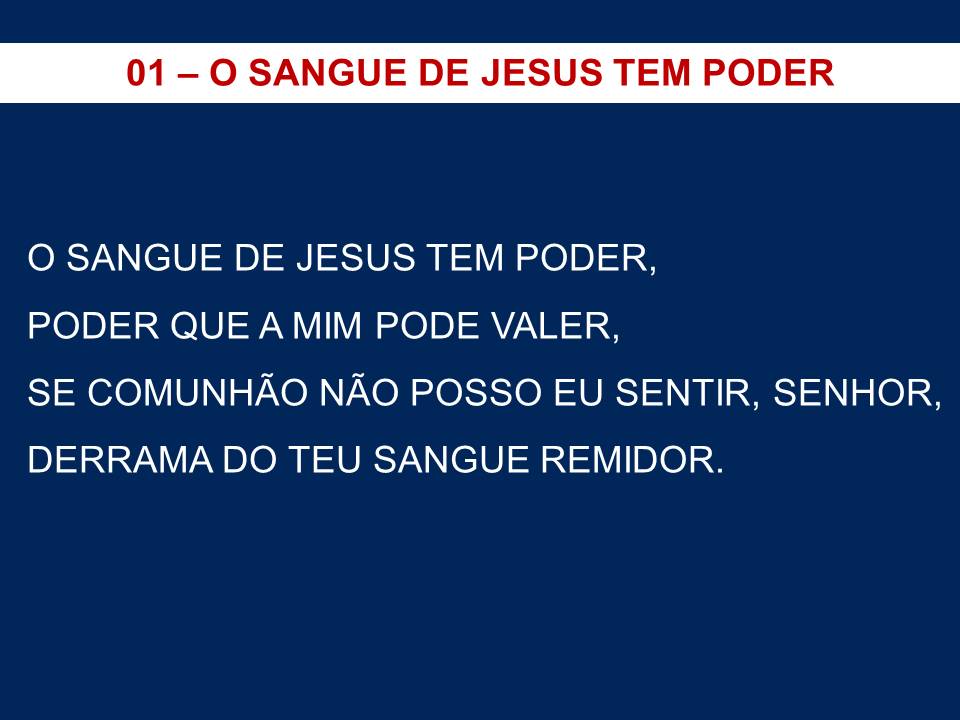 01 – O SANGUE DE JESUS TEM PODER
O SANGUE DE JESUS TEM PODER,
PODER QUE A MIM PODE VALER,
SE COMUNHÃO NÃO POSSO EU SENTIR, SENHOR,
DERRAMA DO TEU SANGUE REMIDOR.